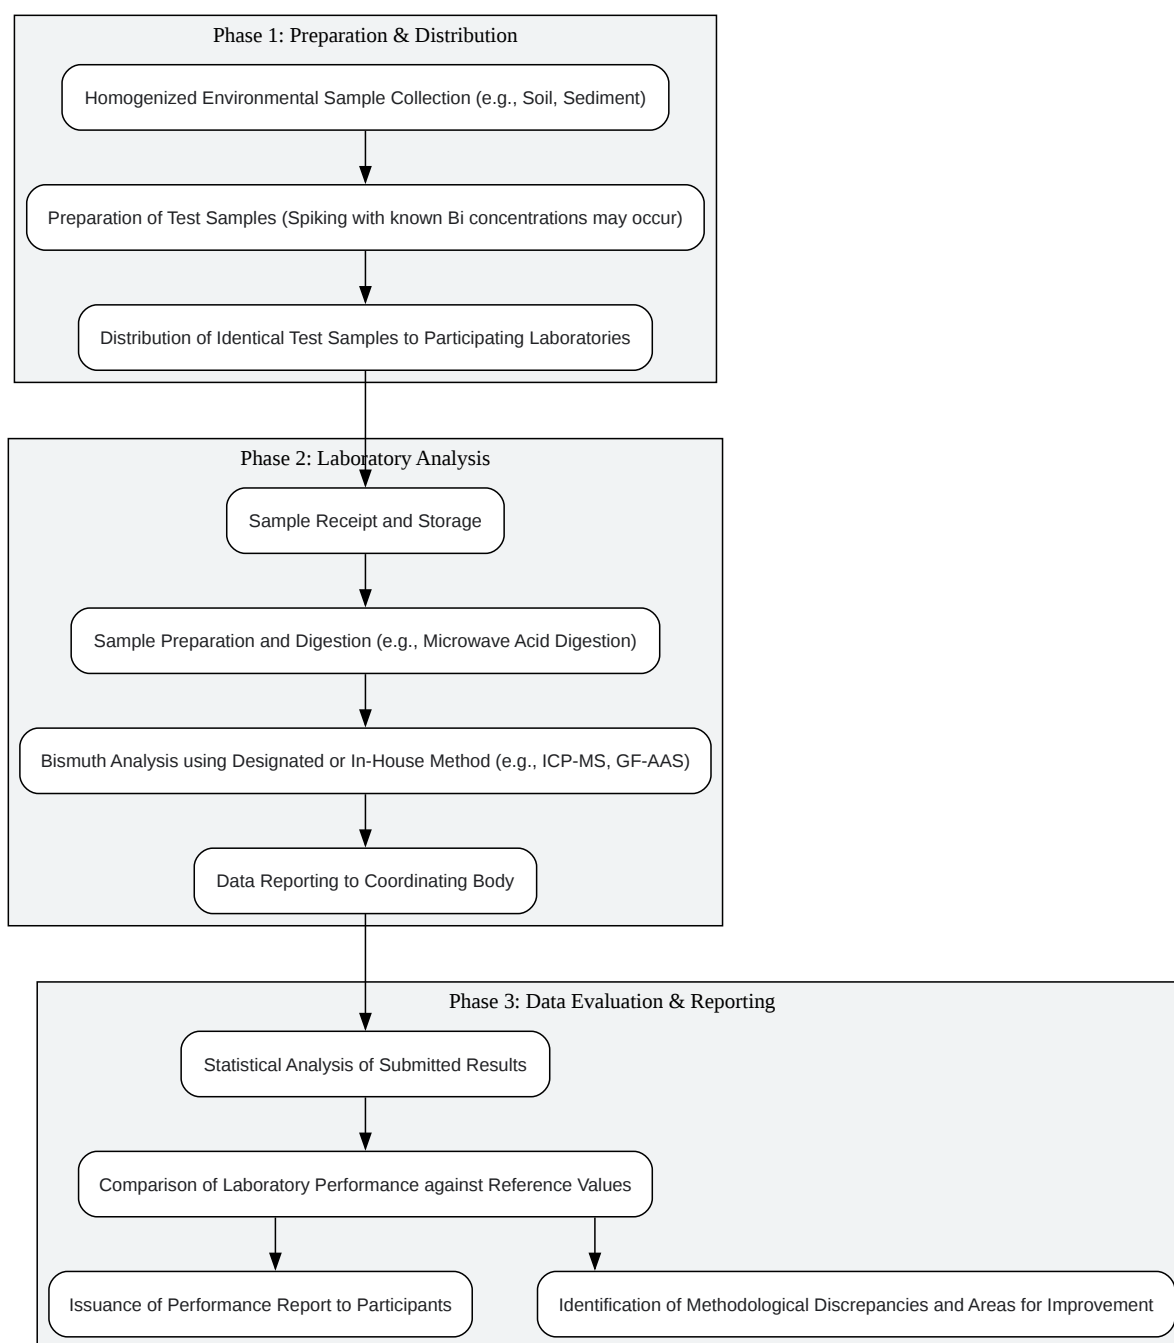 Phase 1: Preparation & Distribution
Homogenized Environmental Sample Collection (e.g., Soil, Sediment)
Preparation of Test Samples (Spiking with known Bi concentrations may occur)
Distribution of Identical Test Samples to Participating Laboratories
Phase 2: Laboratory Analysis
Sample Receipt and Storage
Sample Preparation and Digestion (e.g., Microwave Acid Digestion)
Bismuth Analysis using Designated or In-House Method (e.g., ICP-MS, GF-AAS)
Data Reporting to Coordinating Body
Phase 3: Data Evaluation & Reporting
Statistical Analysis of Submitted Results
Comparison of Laboratory Performance against Reference Values
Issuance of Performance Report to Participants
Identification of Methodological Discrepancies and Areas for Improvement